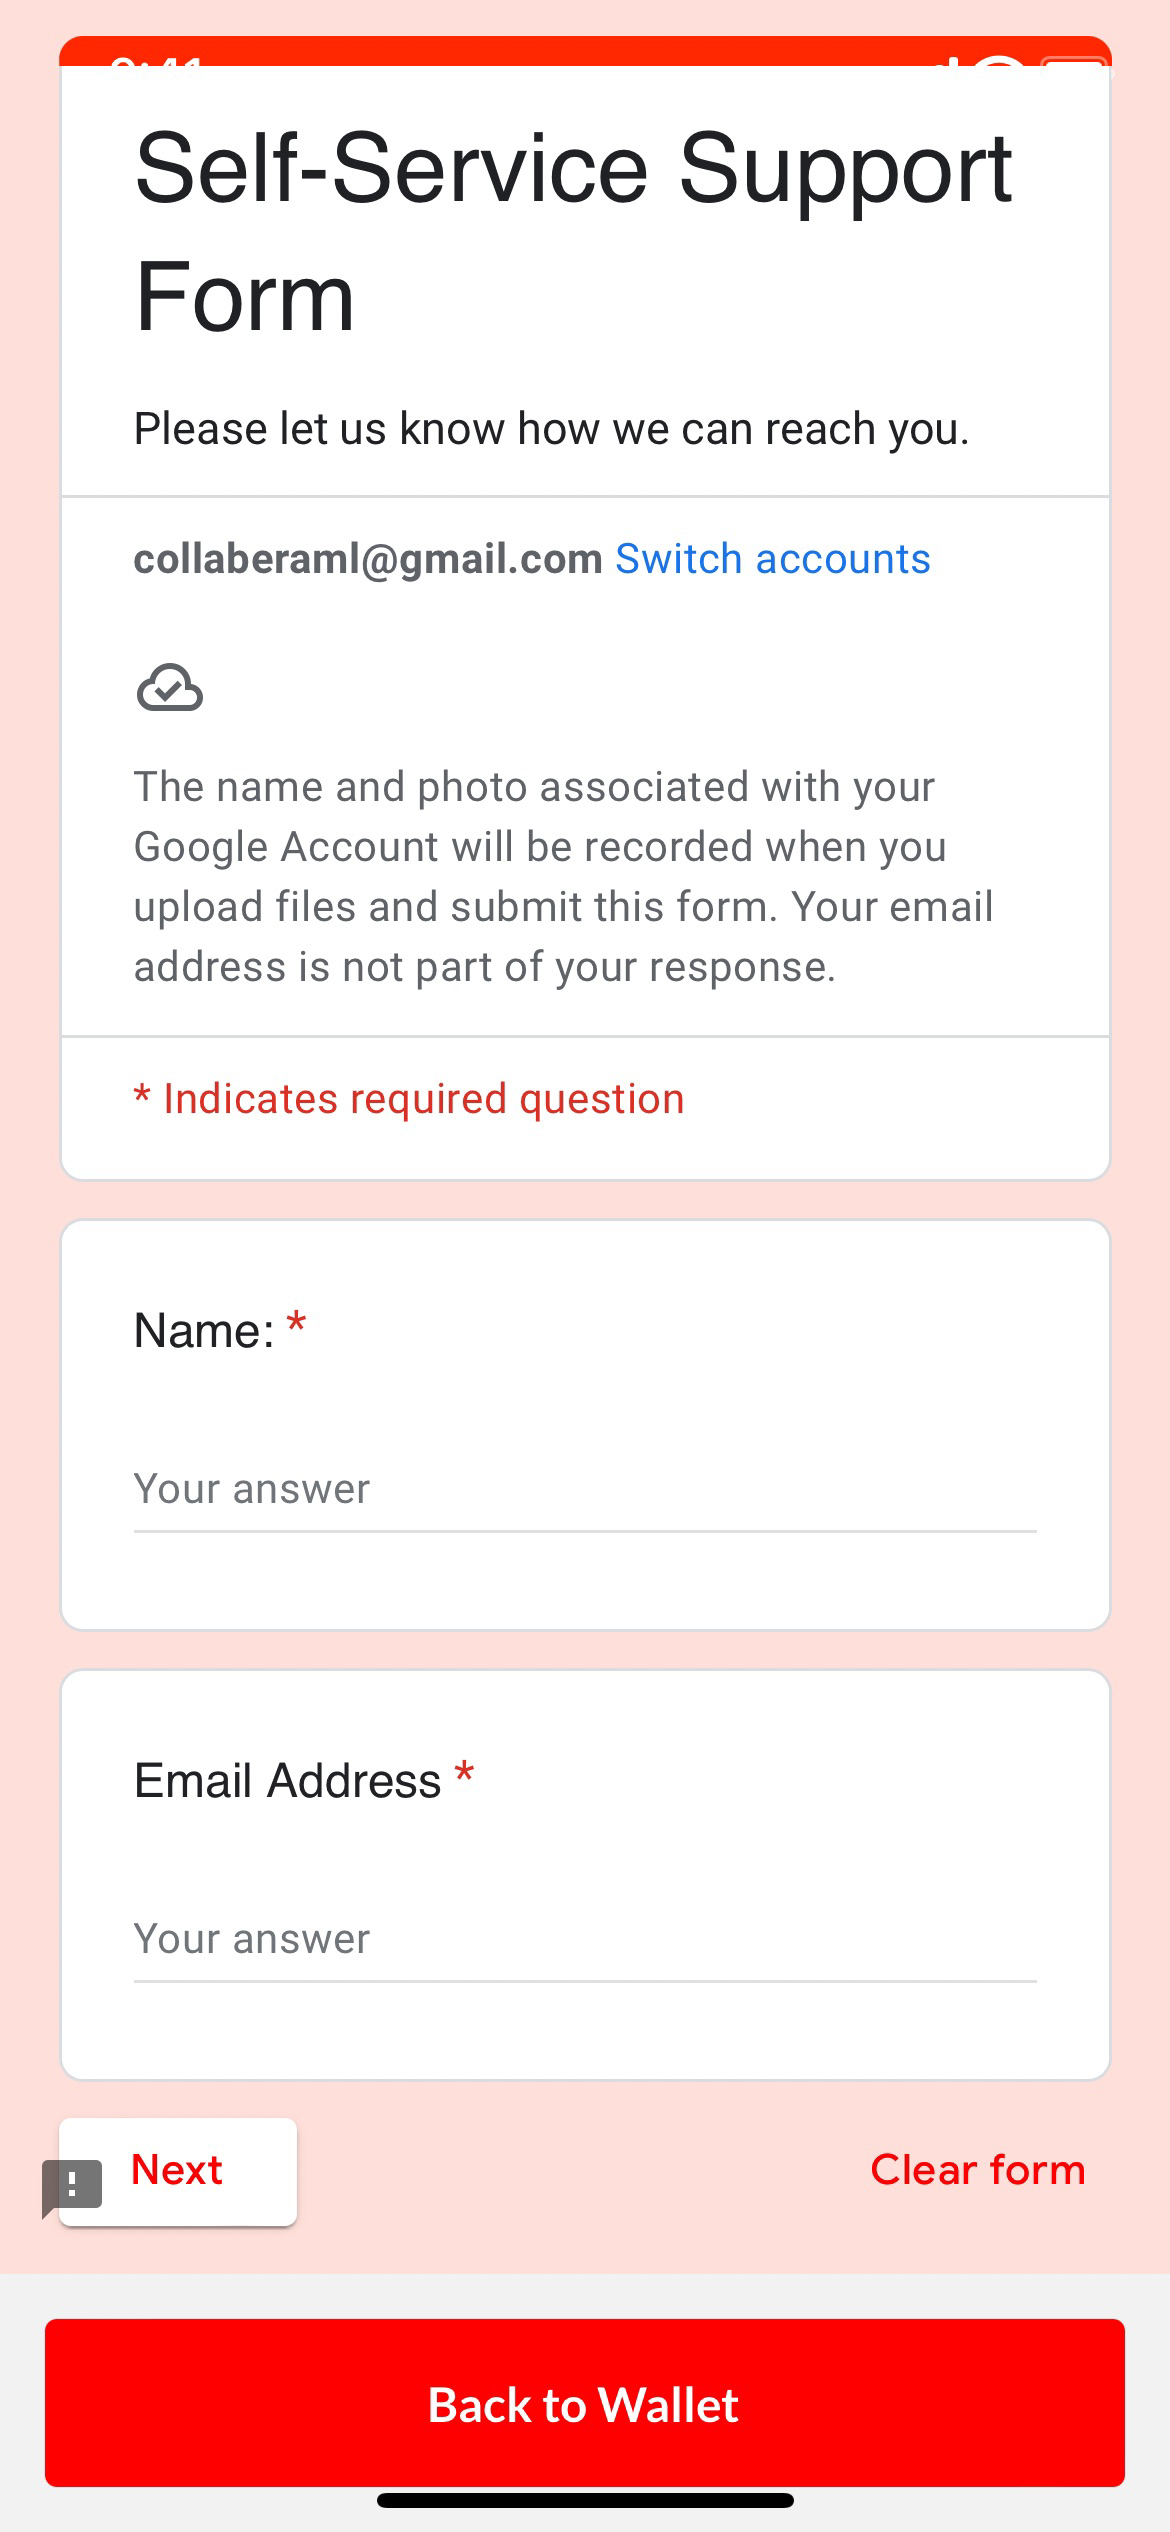 Self-Service Support
Form
Please let us know how we can reach you.
collaberaml@gmail.com Switch accounts
The name and photo associated with your
Google Account will be recorded when you
upload files and submit this form. Your email
address is not part of your response.
* Indicates required question
Name: *
Your answer
Email Address *
Your answer
Next
Clear form
Back to Wallet